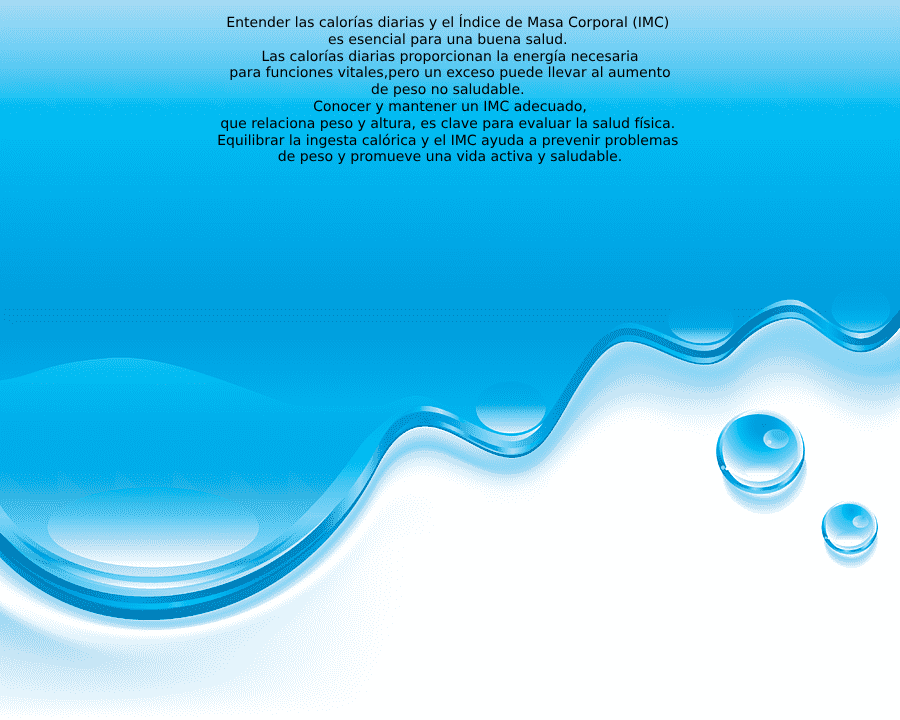 Entender las calorías diarias y el Índice de Masa Corporal (IMC)
es esencial para una buena salud.
Las calorías diarias proporcionan la energía necesaria
para funciones vitales,pero un exceso puede llevar al aumento
de peso no saludable.
Conocer y mantener un IMC adecuado,
que relaciona peso y altura, es clave para evaluar la salud física.
Equilibrar la ingesta calórica y el IMC ayuda a prevenir problemas
de peso y promueve una vida activa y saludable.